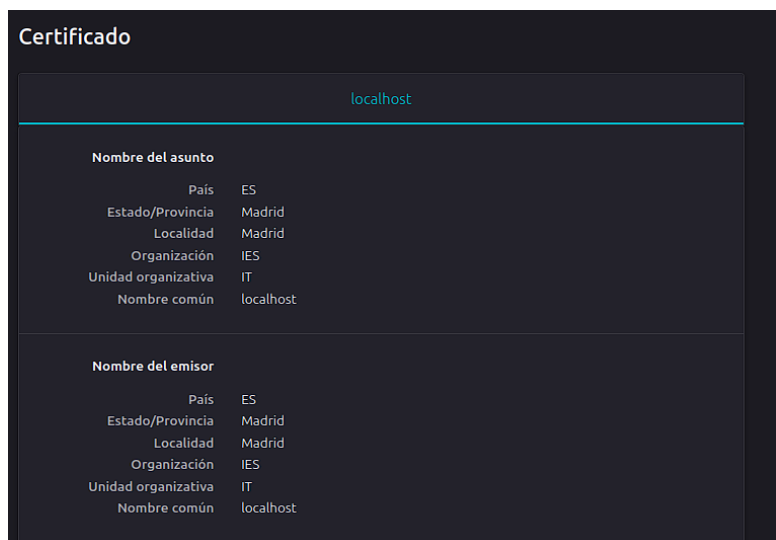 Certificado
localhost
Nombre del asunto
País ES
Estado/Provincia Madrid
Localidad Madrid
Organización IES
Unidad organizativa IT
Nombre común localhost
Nombre del emisor
País ES
Estado/Provincia Madrid
Localidad Madrid
Organización IES
Unidad organizativa IT
Nombre común localhost